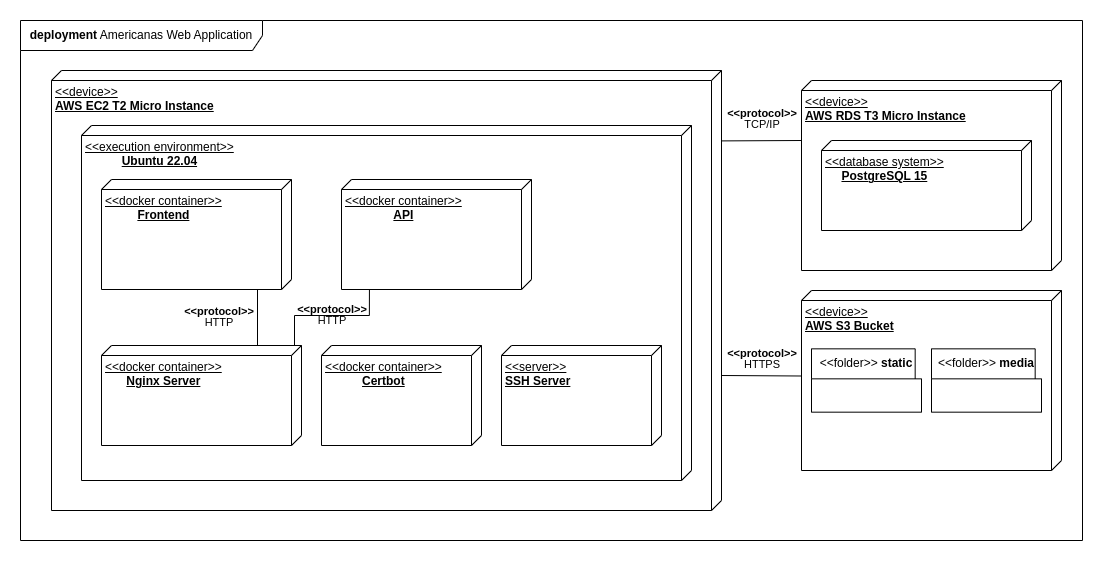 deployment Americanas Web Application
<<device>>
AWS EC2 T2 Micro Instance
<<execution environment>>
Ubuntu 22.04
<<docker container>>
Frontend
<<docker container>>
API
<<protocol>>
HTTP
<<protocol>>
HTTP
<<docker container>>
Nginx Server
<<docker container>>
Certbot
<<server>>
SSH Server
<<protocol>>
TCP/IP
<<device>>
AWS RDS T3 Micro Instance
<<database system>>
PostgreSQL 15
<<protocol>>
HTTPS
<<device>>
AWS S3 Bucket
<<folder>> static
<<folder>> media